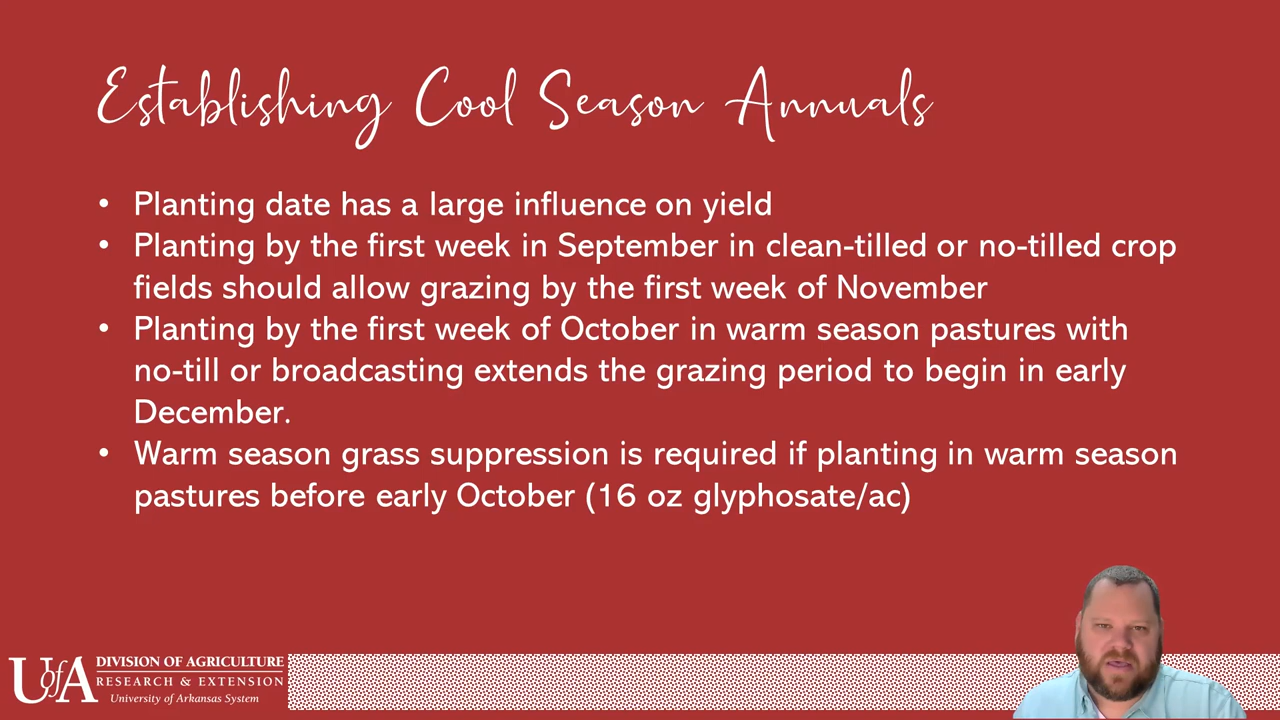 Establishing Cool Season Annuals
• Planting date has a large influence on yield
• Planting by the first week in September in clean-tilled or no-tilled crop
fields should allow grazing by the first week of November
• Planting by the first week of October in warm season pastures with
no-till or broadcasting extends the grazing period to begin in early
December.
• Warm season grass suppression is required if planting in warm season
pastures before early October (16 oz glyphosate/ac)
UofA DIVISION OF AGRICULTURE
RESEARCH & EXTENSION
University of Arkansas System